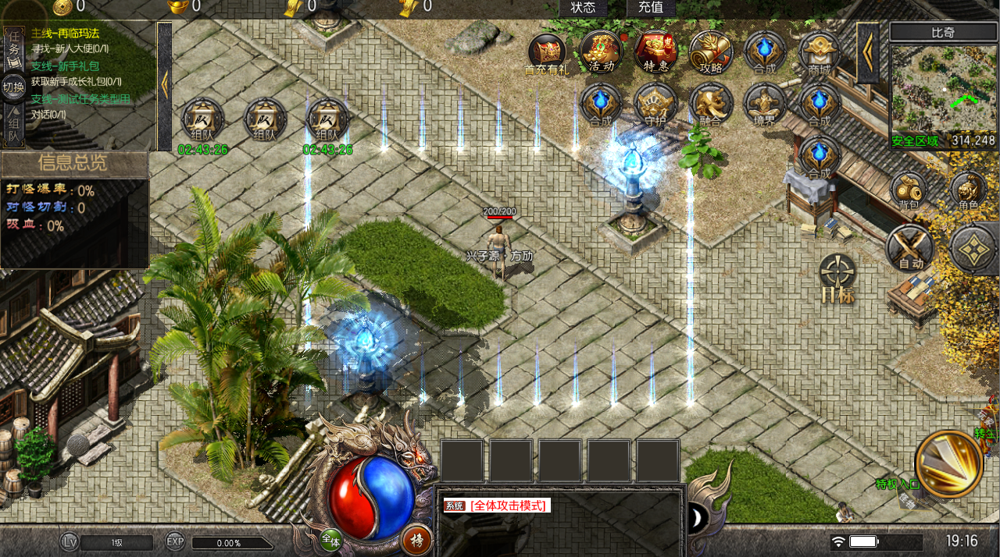 0
0
0
0
状态
充值
任务
主线-再临玛法
寻找-新人大使(0/1)
支线-新手礼包
切换
获取新手成长礼包(0/1)
支线-测试任务类型用
对话(0/1)
组队
首充有礼
活动
特惠
攻略
合成
商城
合成
守护
融合
境界
合成
合成
比奇
安全区域
314,248
组队
组队
组队
02:43:26
02:43:26
信息总览
打怪爆率:0%
对怪切割:0
吸血:0%
背包
角色
自动
目标
200/200
兴子源
方劢
转生
特权入口
系统
[全体攻击模式]
全体
榜
Lv
1级
EXP
0.00%
19:16